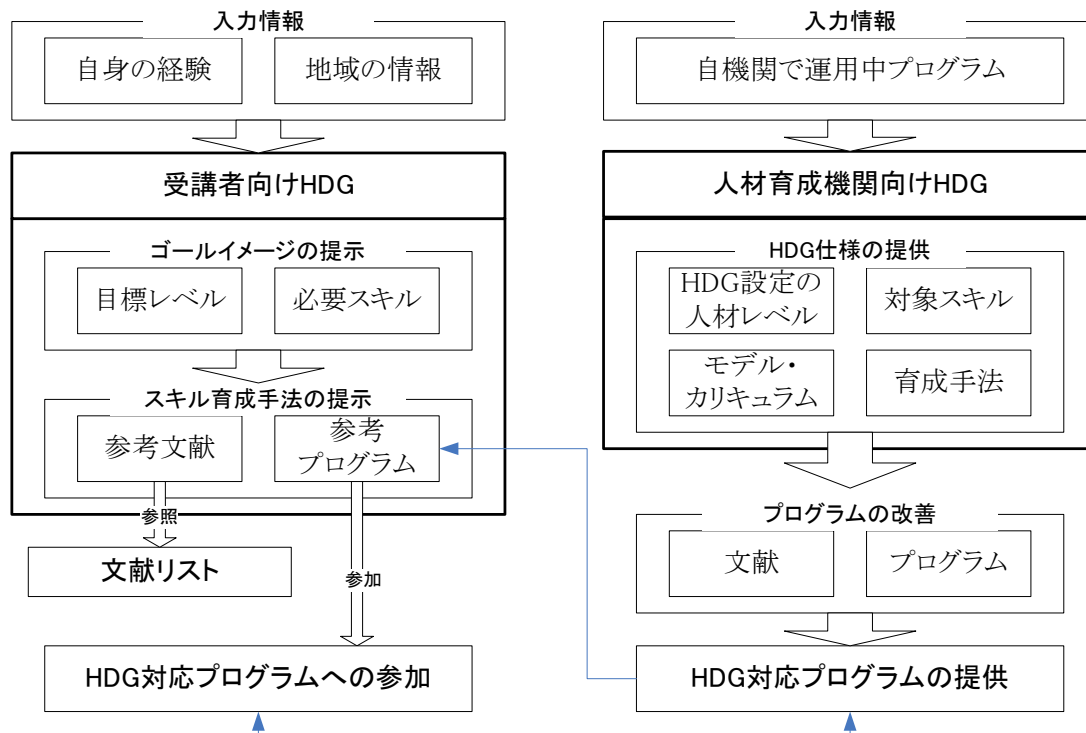 入力情報
自身の経験
地域の情報
受講者向けHDG
ゴールイメージの提示
目標レベル
必要スキル
スキル育成手法の提示
参考文献
参考
プログラム
参照
文献リスト
参加
HDG対応プログラムへの参加
入力情報
自機関で運用中プログラム
人材育成機関向けHDG
HDG仕様の提供
HDG設定の
人材レベル
対象スキル
モデル・
カリキュラム
育成手法
プログラムの改善
文献
プログラム
HDG対応プログラムの提供